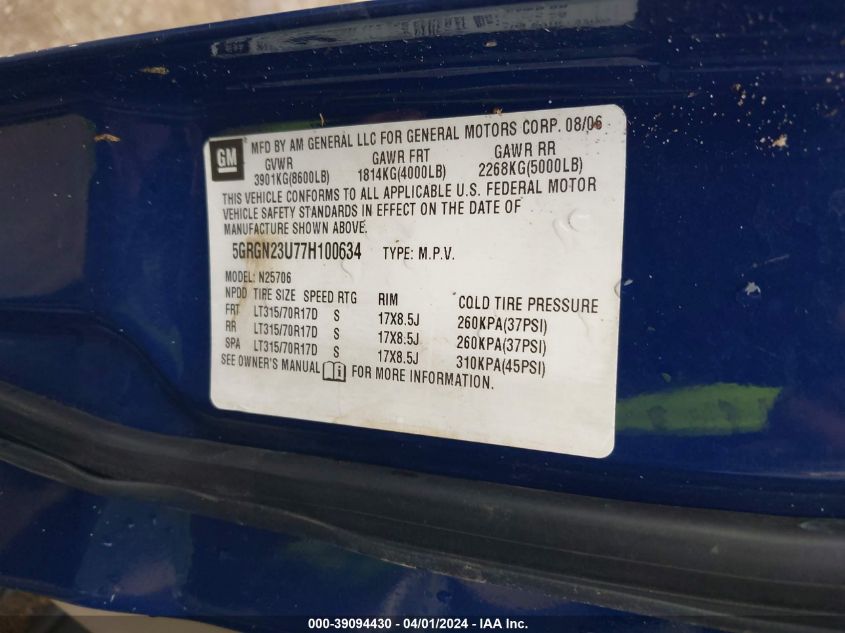 GM
MFD BY AM GENERAL LLC FOR GENERAL MOTORS CORP. 08/06
GVWR GAWR FRT GAWR RR
3901KG(8600LB) 1814KG(4000LB) 2268KG(5000LB)
THIS VEHICLE CONFORMS TO ALL APPLICABLE U.S. FEDERAL MOTOR
VEHICLE SAFETY STANDARDS IN EFFECT ON THE DATE OF
MANUFACTURE SHOWN ABOVE.
5GRGN23U77H100634 TYPE: M.P.V.
MODEL: N25706
NPDD TIRE SIZE SPEED RTG RIM COLD TIRE PRESSURE
FRT LT315/70R17D S 17X8.5J 260KPA(37PSI)
RR LT315/70R17D S 17X8.5J 260KPA(37PSI)
SPA LT315/70R17D S 17X8.5J 310KPA(45PSI)
SEE OWNER'S MANUAL FOR MORE INFORMATION.
000-39094430 - 04/01/2024 - IAA Inc.